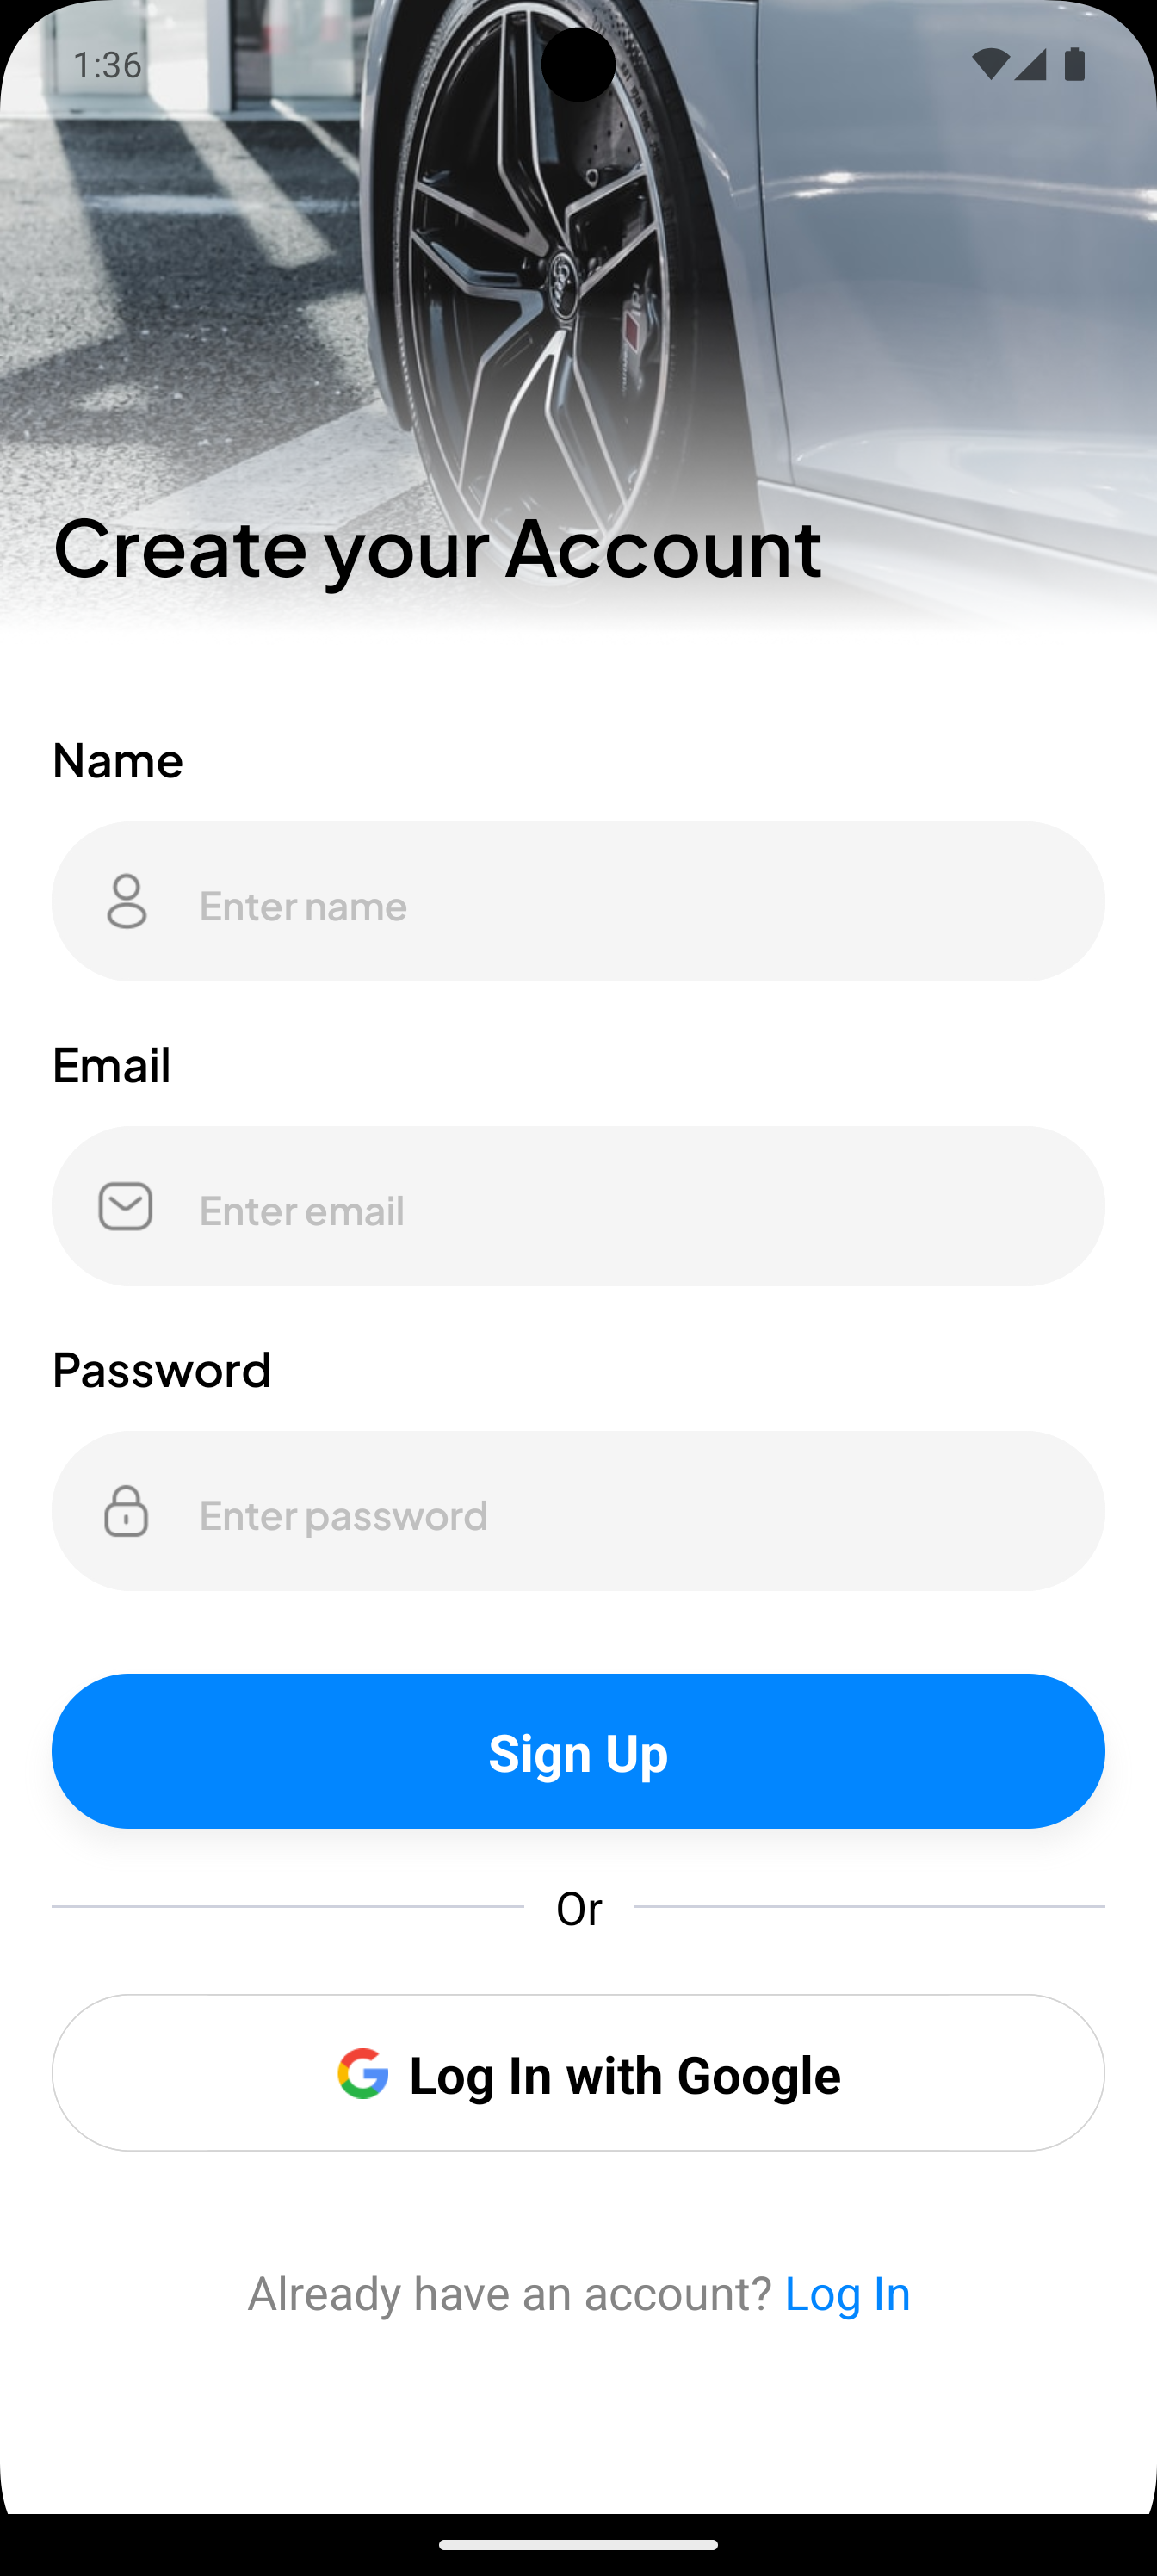 1:36
Create your Account
Name
Enter name
Email
Enter email
Password
Enter password
Sign Up
Or
Log In with Google
Already have an account? Log In